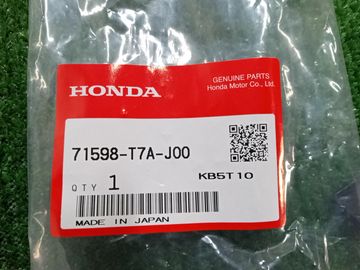 HONDA
GENUINE PARTS
Honda Motor Co., Ltd.
71598-T7A-J00
QTY 1
KB5T10
MADE IN JAPAN